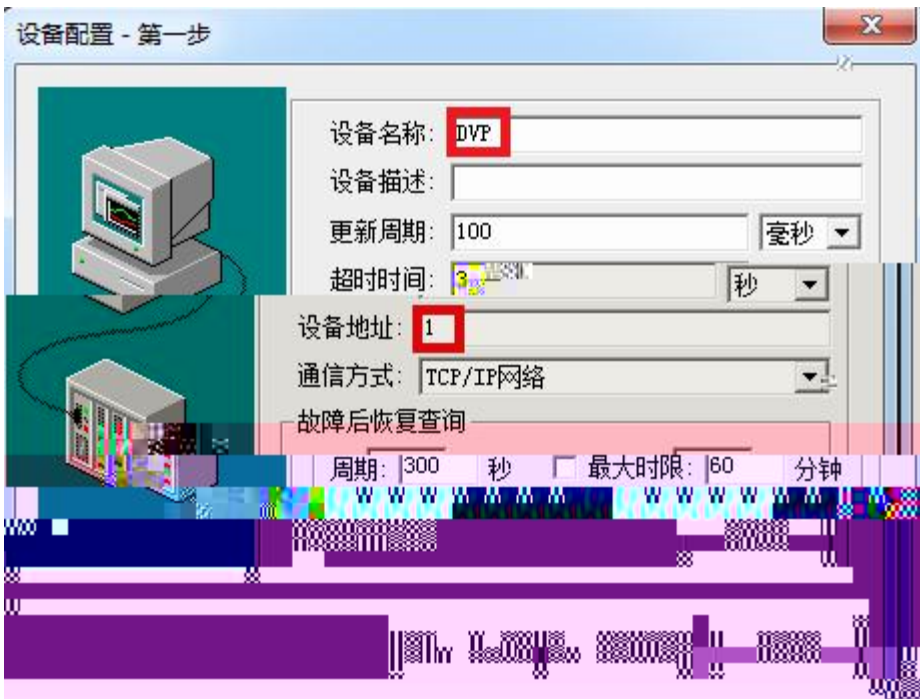 设备配置 - 第一步
设备名称: DVP
设备描述:
更新周期: 100 毫秒
超时时间: 3 秒
设备地址: 1
通信方式: TCP/IP网络
故障后恢复查询
周期: 300 秒 最大时限: 60 分钟